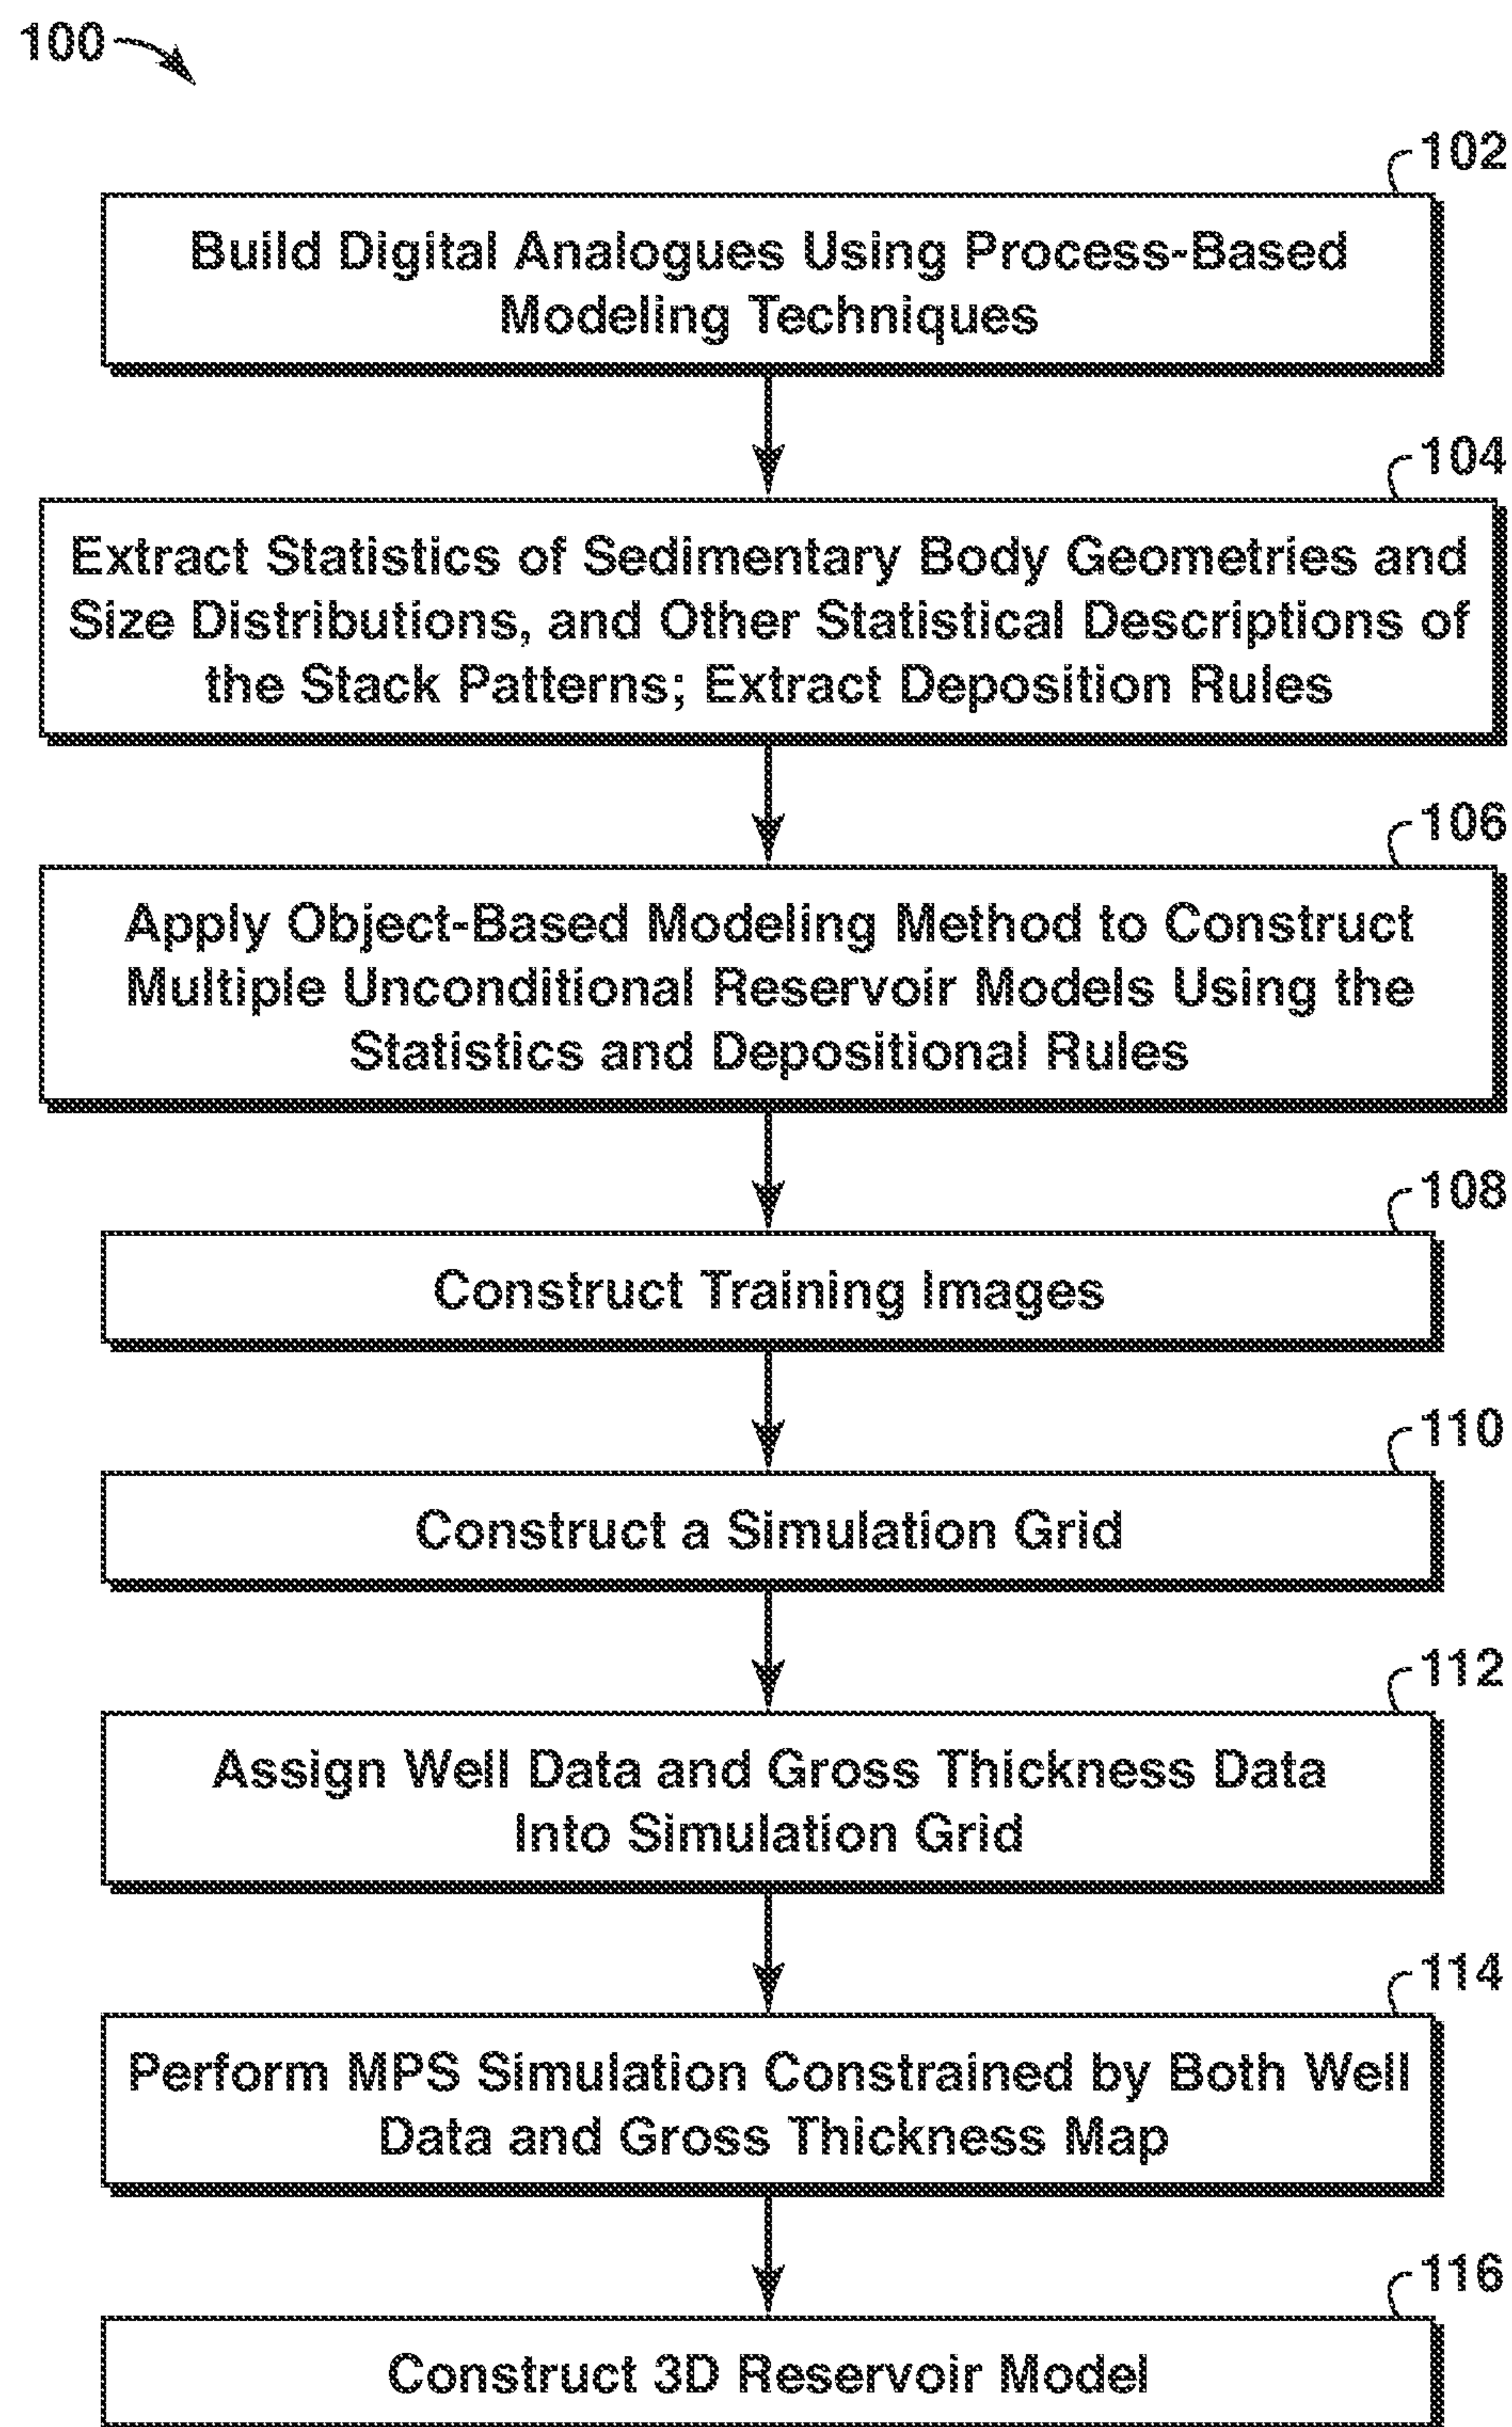 100
102
Build Digital Analogues Using Process-Based
Modeling Techniques
104
Extract Statistics of Sedimentary Body Geometries and
Size Distributions, and Other Statistical Descriptions of
the Stack Patterns; Extract Deposition Rules
106
Apply Object-Based Modeling Method to Construct
Multiple Unconditional Reservoir Models Using the
Statistics and Depositional Rules
108
Construct Training Images
110
Construct a Simulation Grid
112
Assign Well Data and Gross Thickness Data
Into Simulation Grid
114
Perform MPS Simulation Constrained by Both Well
Data and Gross Thickness Map
116
Construct 3D Reservoir Model